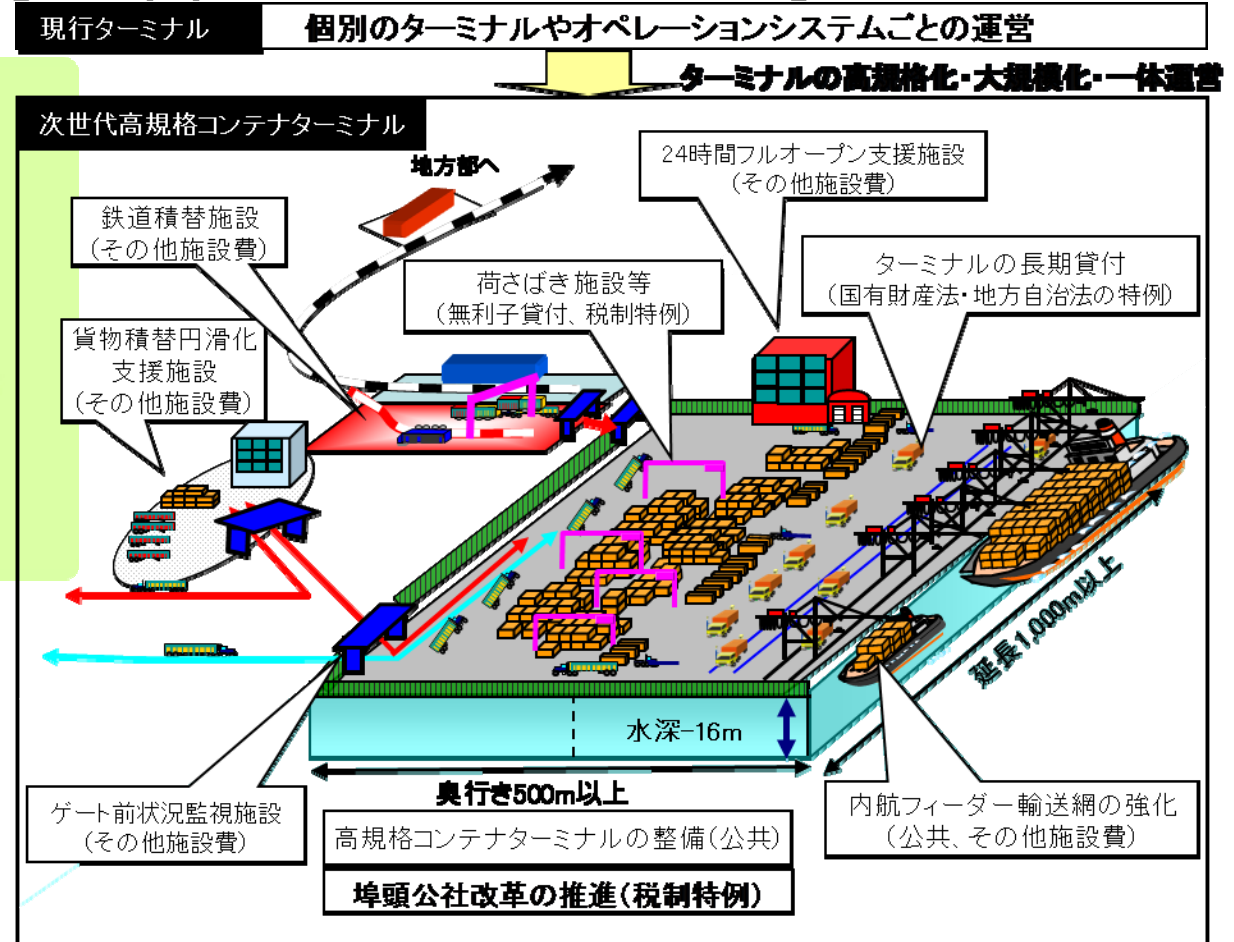 現行ターミナル
個別のターミナルやオペレーションシステムごとの運営
ターミナルの高規格化・大規模化・一体運営
次世代高規格コンテナターミナル
地方部へ
24時間フルオープン支援施設
(その他施設費)
鉄道積替施設
(その他施設費)
荷さばき施設等
(無利子貸付、税制特例)
ターミナルの長期貸付
(国有財産法・地方自治法の特例)
貨物積替円滑化
支援施設
(その他施設費)
延長1,000m以上
水深-16m
奥行き500m以上
ゲート前状況監視施設
(その他施設費)
高規格コンテナターミナルの整備(公共)
埠頭公社改革の推進(税制特例)
内航フィーダー輸送網の強化
(公共、その他施設費)